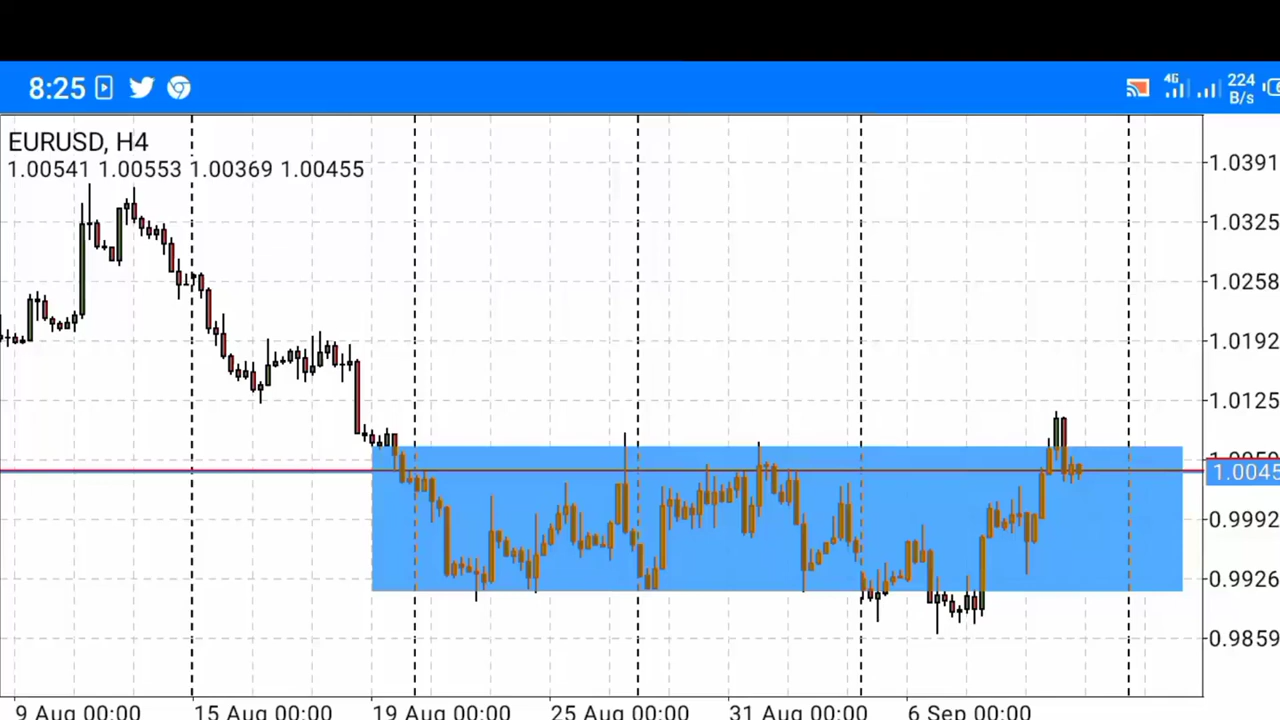 8:25 4G 224
B/s
EURUSD, H4
1.00541 1.00553 1.00369 1.00455
1.0391
1.0325
1.0258
1.0192
1.0125
1.0045
0.9992
0.9926
0.9859
9 Aug 00:00 15 Aug 00:00 19 Aug 00:00 25 Aug 00:00 31 Aug 00:00 6 Sep 00:00